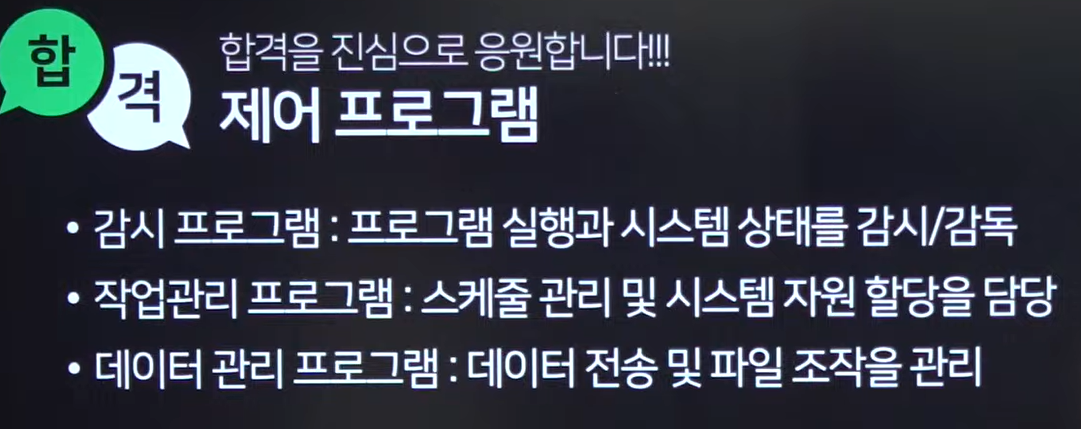 합격
합격을 진심으로 응원합니다!!!
제어 프로그램
• 감시 프로그램 : 프로그램 실행과 시스템 상태를 감시/감독
• 작업관리 프로그램 : 스케줄 관리 및 시스템 자원 할당을 담당
• 데이터 관리 프로그램 : 데이터 전송 및 파일 조작을 관리